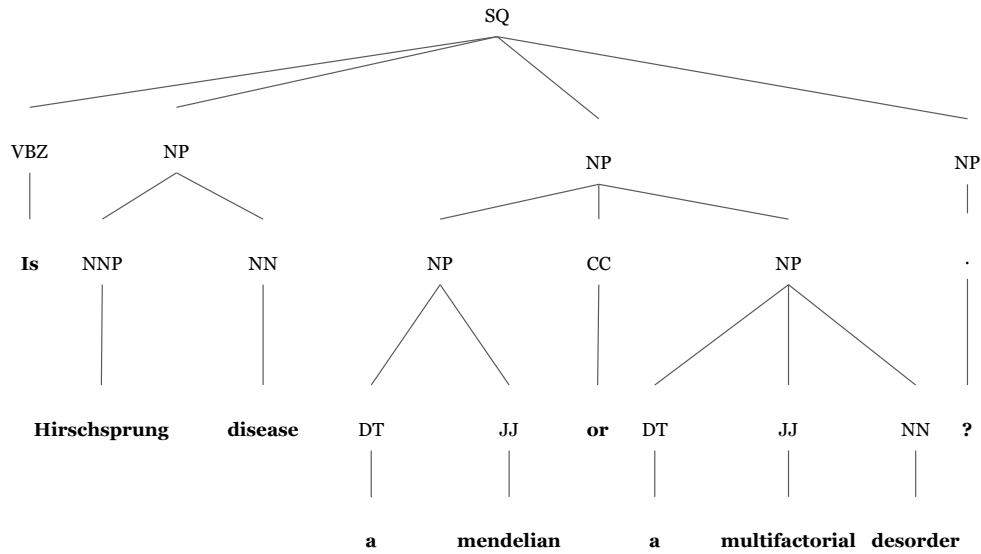 SQ
VBZ NP NP NP
Is NNP NN NP CC NP .
Hirschsprung disease DT JJ or DT JJ NN ?
a mendelian a multifactorial desorder